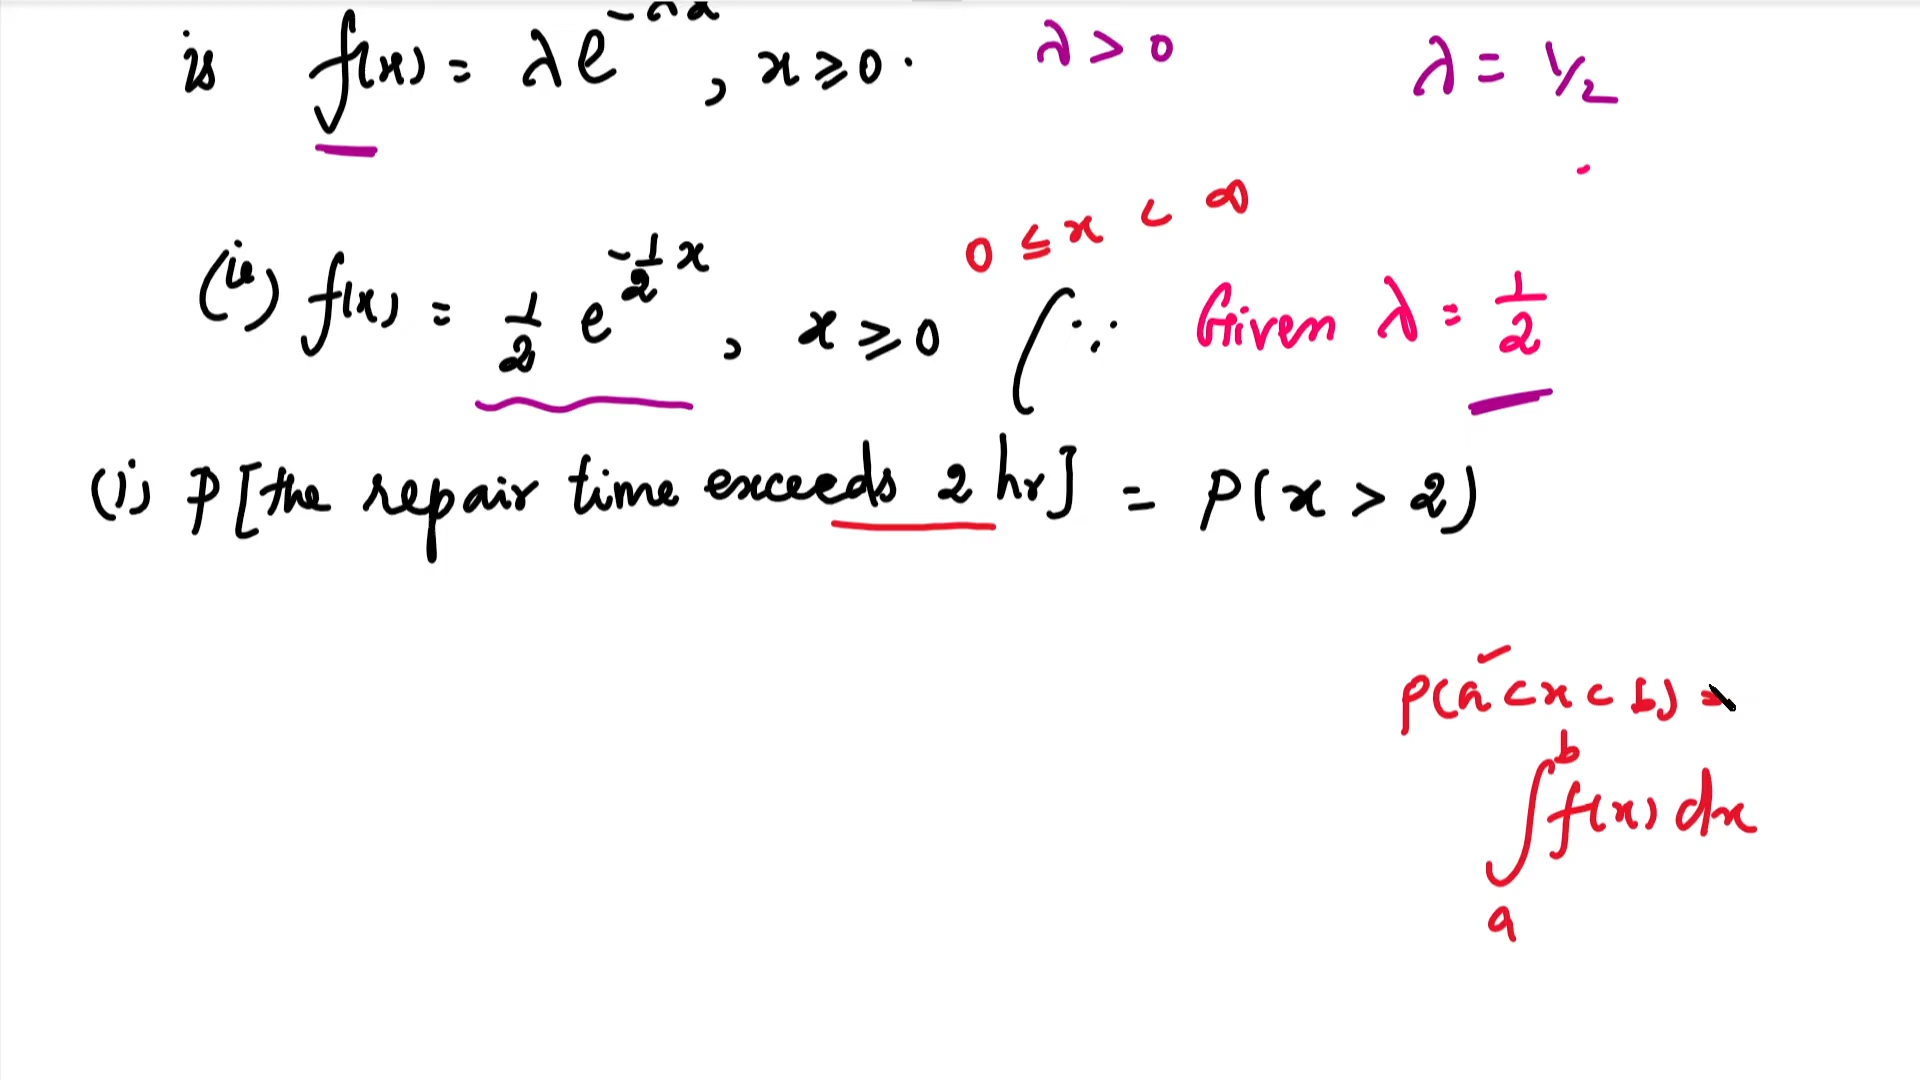 is f(x) = λe^{-λx}, x ≥ 0. λ > 0 λ = 1/2
(ie) f(x) = 1/2 e^{-1/2 x}, x ≥ 0 0 ≤ x < ∞ (∵ Given λ = 1/2
(i) P[the repair time exceeds 2 hr] = P(x > 2)
P(a < x < b) =
∫_a^b f(x) dx